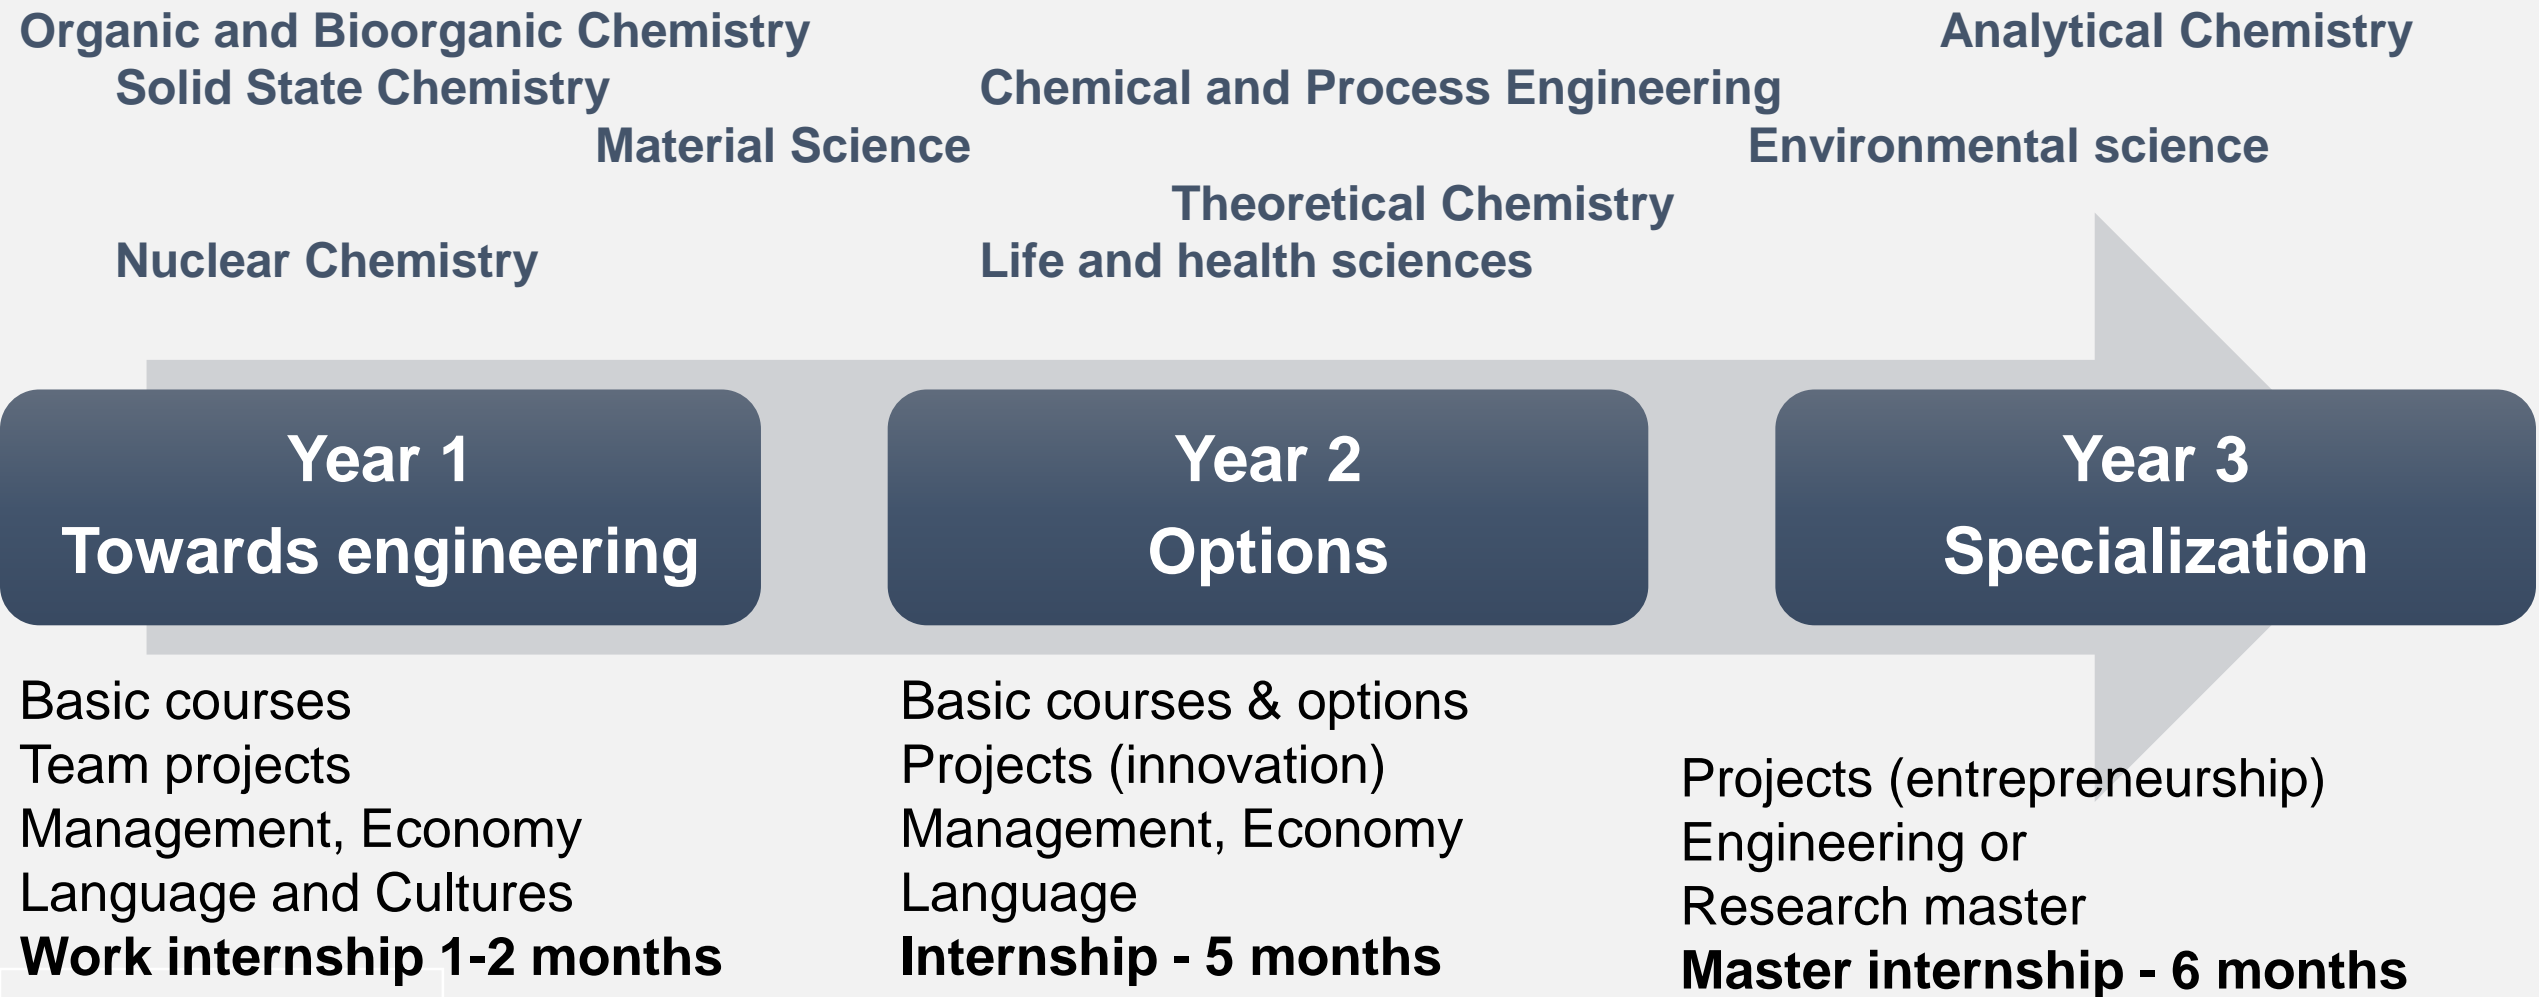 Organic and Bioorganic Chemistry
Analytical Chemistry
Solid State Chemistry
Chemical and Process Engineering
Material Science
Environmental science
Theoretical Chemistry
Nuclear Chemistry
Life and health sciences
Year 1
Towards engineering
Year 2
Options
Year 3
Specialization
Basic courses
Team projects
Management, Economy
Language and Cultures
Work internship 1-2 months
Basic courses & options
Projects (innovation)
Management, Economy
Language
Internship - 5 months
Projects (entrepreneurship)
Engineering or
Research master
Master internship - 6 months